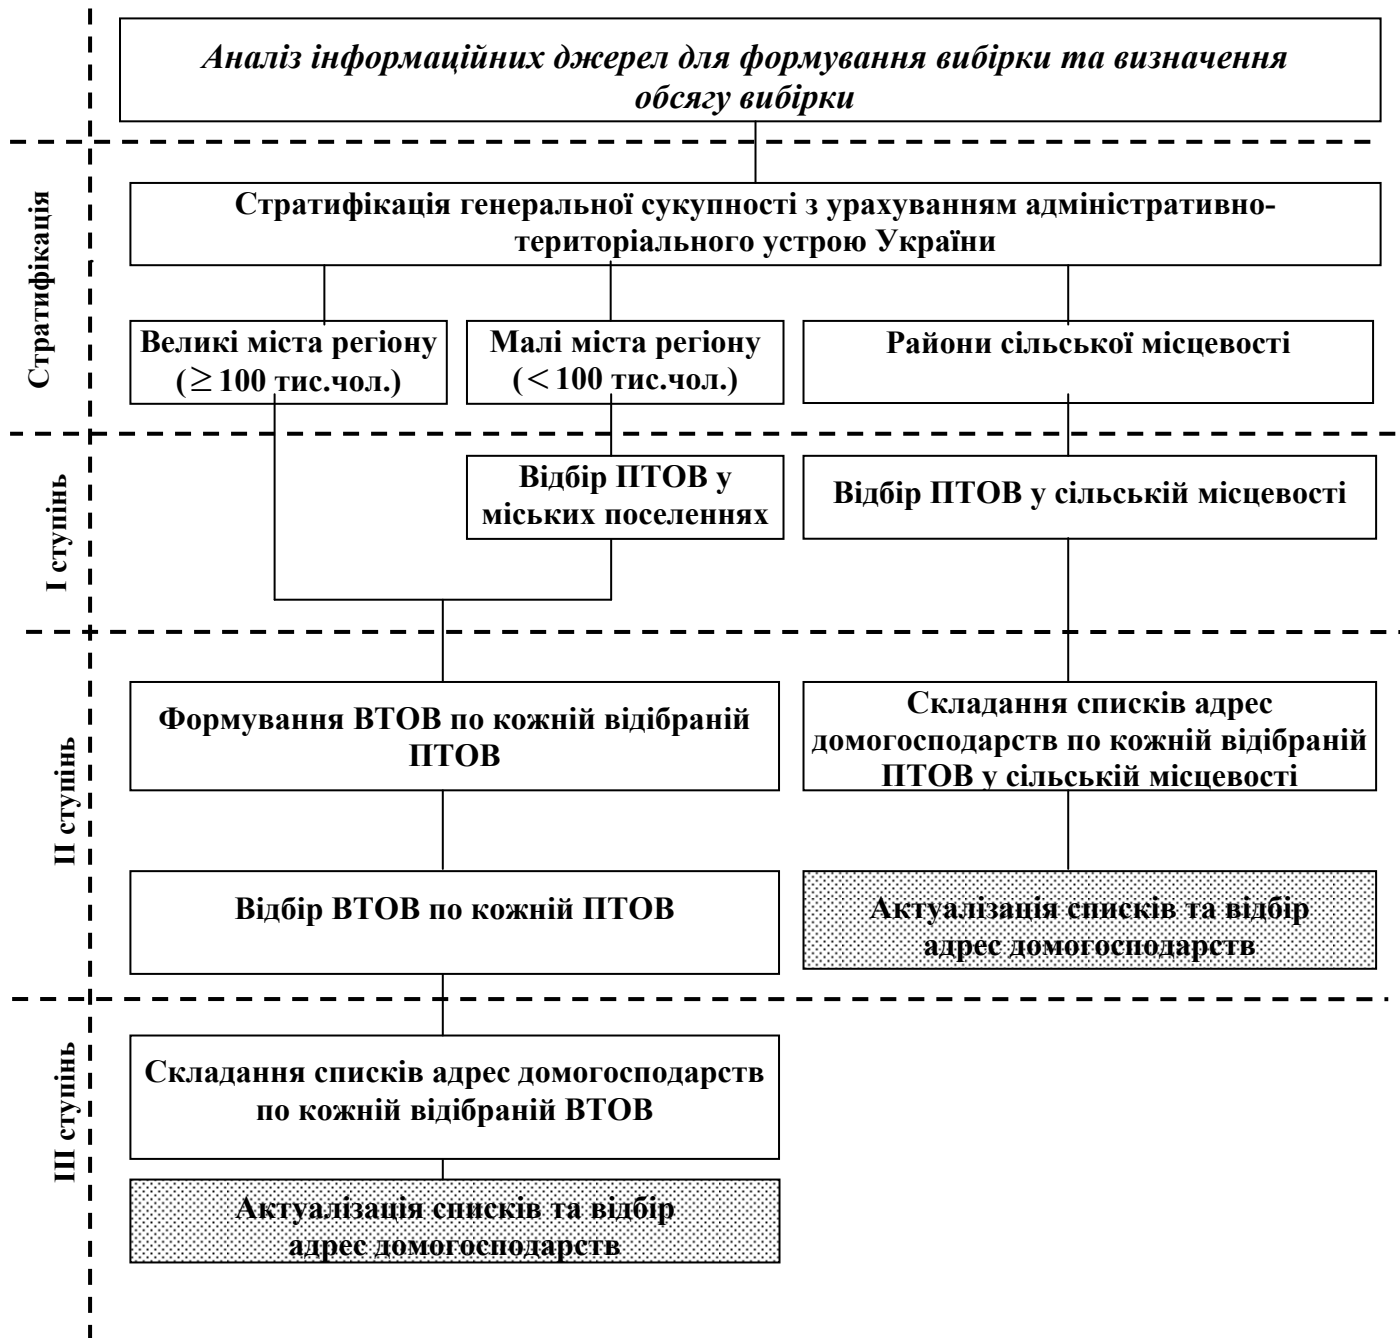 Аналіз інформаційних джерел для формування вибірки та визначення
обсягу вибірки
Стратифікація
Стратифікація генеральної сукупності з урахуванням адміністративно-
територіального устрою України
Великі міста регіону
(≥ 100 тис.чол.)
Малі міста регіону
(< 100 тис.чол.)
Райони сільської місцевості
І ступінь
Відбір ПТОВ у
міських поселеннях
Відбір ПТОВ у сільській місцевості
ІІ ступінь
Формування ВТОВ по кожній відібраній
ПТОВ
Складання списків адрес
домогосподарств по кожній відібраній
ПТОВ у сільській місцевості
Відбір ВТОВ по кожній ПТОВ
Актуалізація списків та відбір
адрес домогосподарств
ІІІ ступінь
Складання списків адрес домогосподарств
по кожній відібраній ВТОВ
Актуалізація списків та відбір
адрес домогосподарств